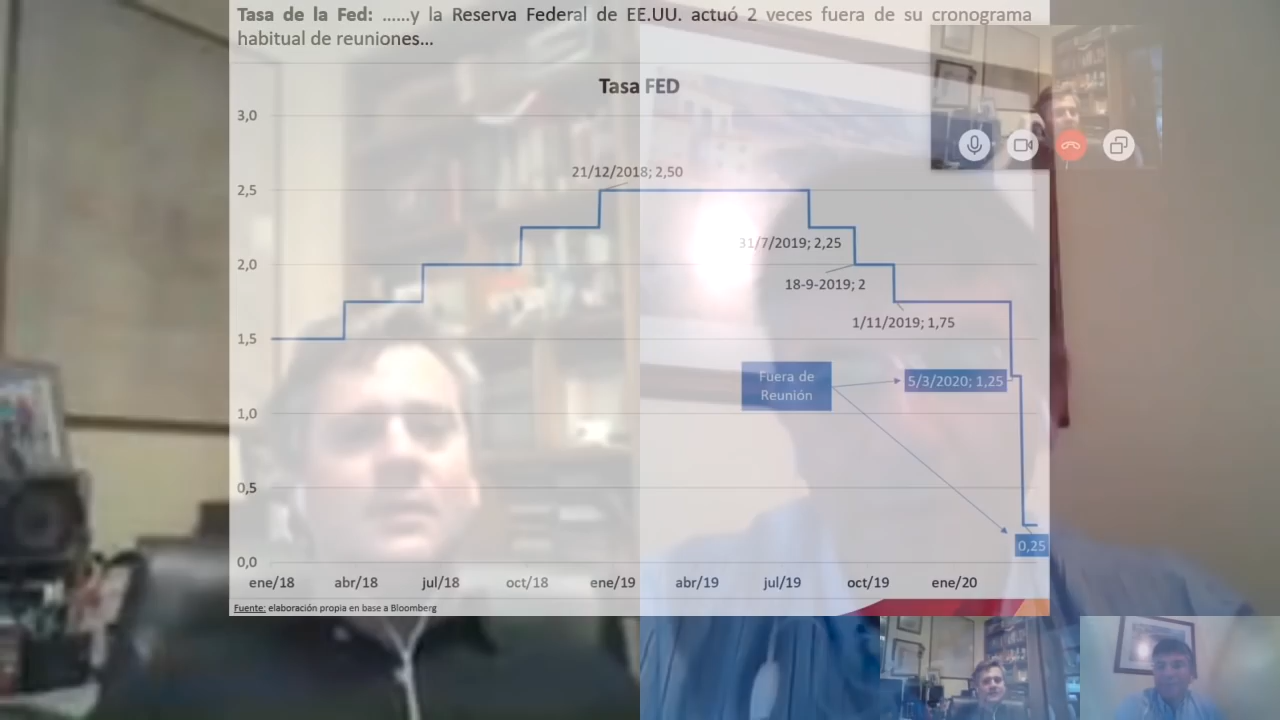 Tasa de la Fed: ......y la Reserva Federal de EE.UU. actuó 2 veces fuera de su cronograma
habitual de reuniones...
Tasa FED
3,0
21/12/2018; 2,50
2,5
31/7/2019; 2,25
2,0
18-9-2019; 2
1/11/2019; 1,75
1,5
Fuera de
Reunión
5/3/2020; 1,25
1,0
0,5
0,25
0,0
ene/18 abr/18 jul/18 oct/18 ene/19 abr/19 jul/19 oct/19 ene/20
Fuente: elaboración propia en base a Bloomberg